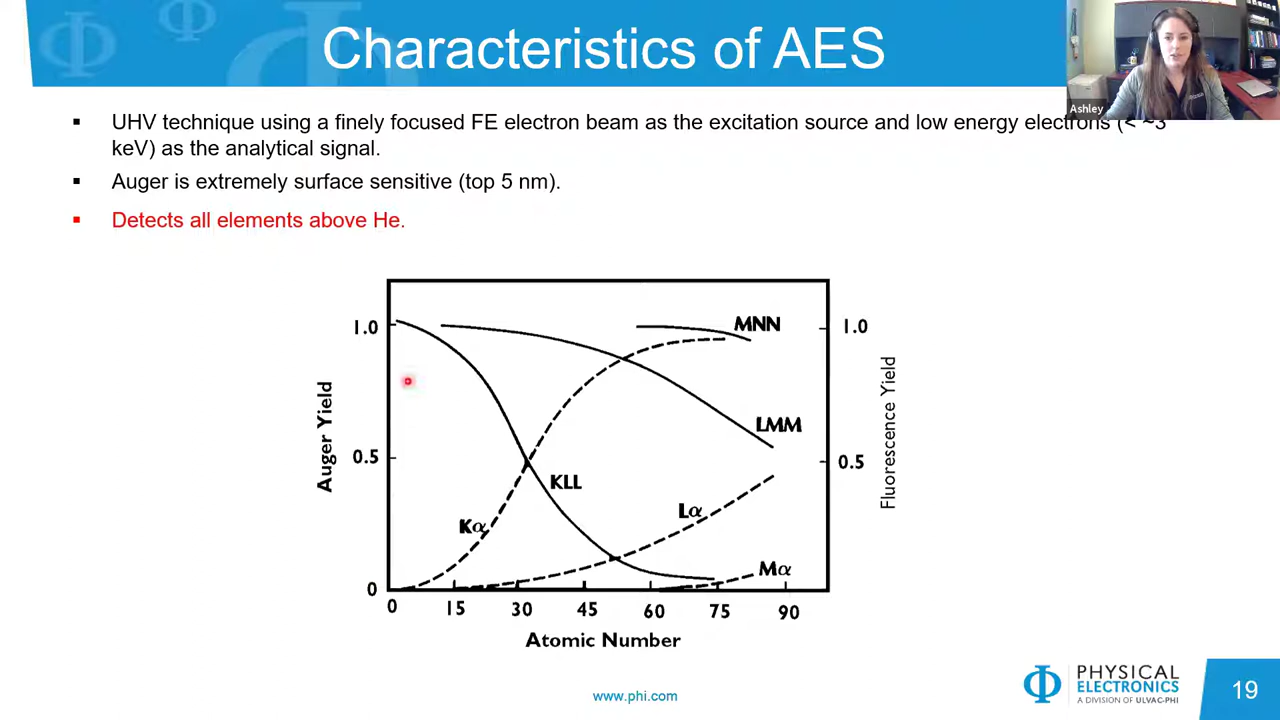 Characteristics of AES
Ashley
▪ UHV technique using a finely focused FE electron beam as the excitation source and low energy electrons (< ~3
keV) as the analytical signal.
▪ Auger is extremely surface sensitive (top 5 nm).
▪ Detects all elements above He.
MNN
1.0
1.0
Auger Yield
Fluorescence Yield
LMM
0.5
0.5
KLL
Lα
Kα
Mα
0
0 15 30 45 60 75 90
Atomic Number
PHYSICAL
ELECTRONICS
A DIVISION OF ULVAC-PHI
www.phi.com
19